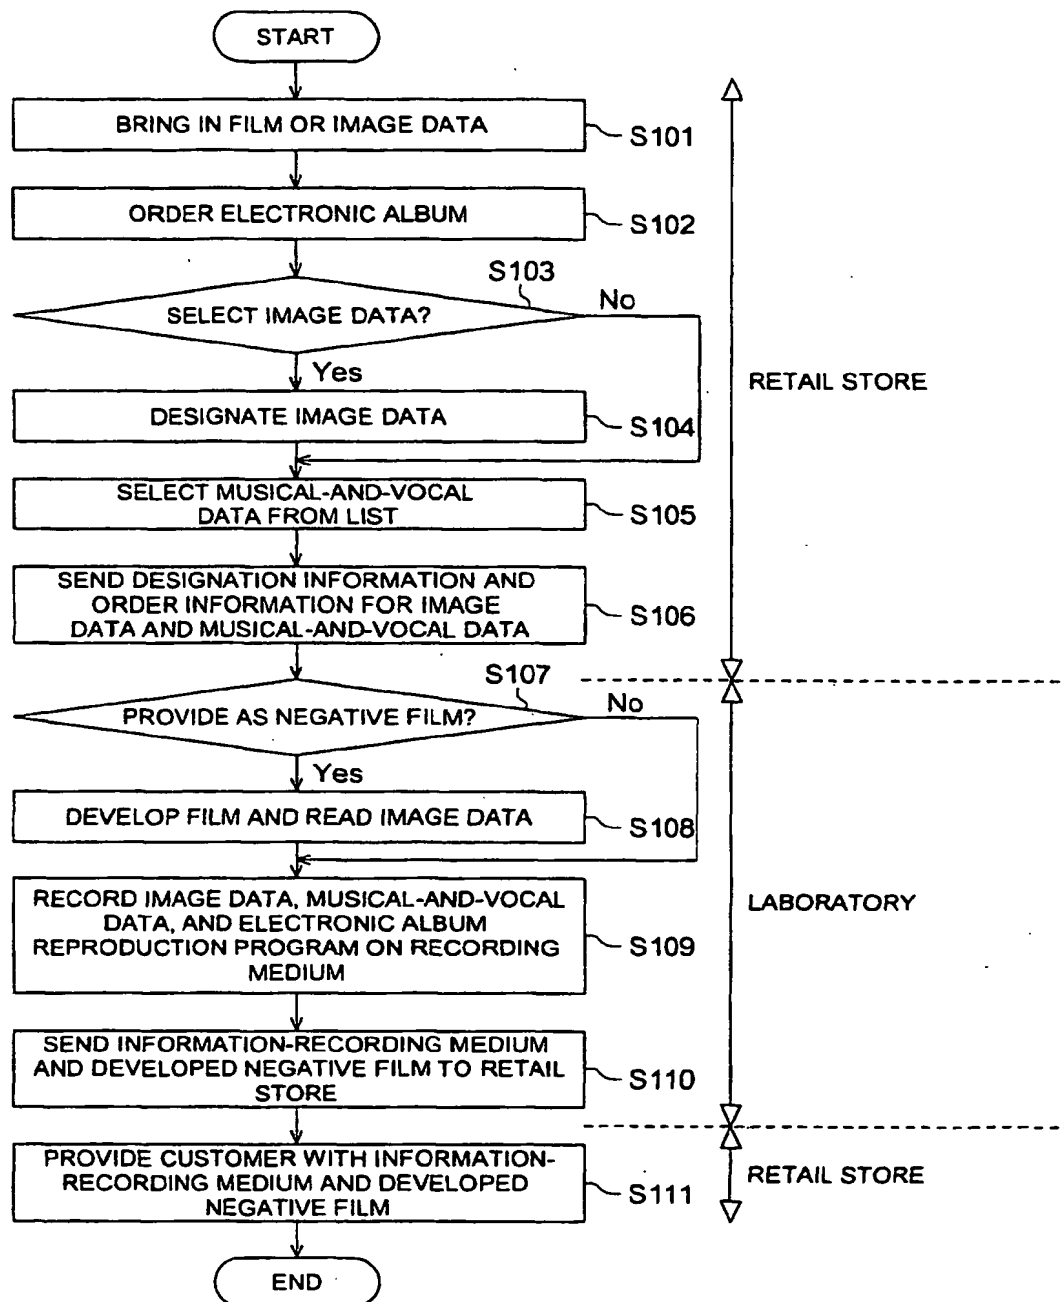 START
BRING IN FILM OR IMAGE DATA
S101
ORDER ELECTRONIC ALBUM
S102
S103
SELECT IMAGE DATA?
No
Yes
RETAIL STORE
DESIGNATE IMAGE DATA
S104
SELECT MUSICAL-AND-VOCAL
DATA FROM LIST
S105
SEND DESIGNATION INFORMATION AND
ORDER INFORMATION FOR IMAGE
DATA AND MUSICAL-AND-VOCAL DATA
S106
S107
PROVIDE AS NEGATIVE FILM?
No
Yes
DEVELOP FILM AND READ IMAGE DATA
S108
RECORD IMAGE DATA, MUSICAL-AND-VOCAL
DATA, AND ELECTRONIC ALBUM
REPRODUCTION PROGRAM ON RECORDING
MEDIUM
S109
LABORATORY
SEND INFORMATION-RECORDING MEDIUM
AND DEVELOPED NEGATIVE FILM TO RETAIL
STORE
S110
PROVIDE CUSTOMER WITH INFORMATION-
RECORDING MEDIUM AND DEVELOPED
NEGATIVE FILM
S111
RETAIL STORE
END